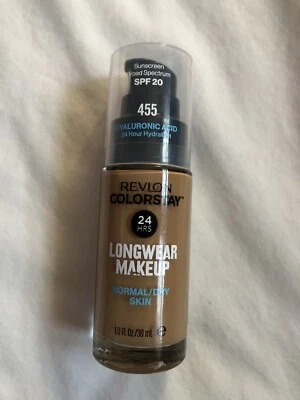 Sunscreen
Broad Spectrum
SPF 20
455
HYALURONIC ACID
24 Hour Hydration
REVLON
COLORSTAY™
24
HRS
LONGWEAR
MAKEUP
NORMAL/DRY
SKIN
1.0 fl oz/30 mL e